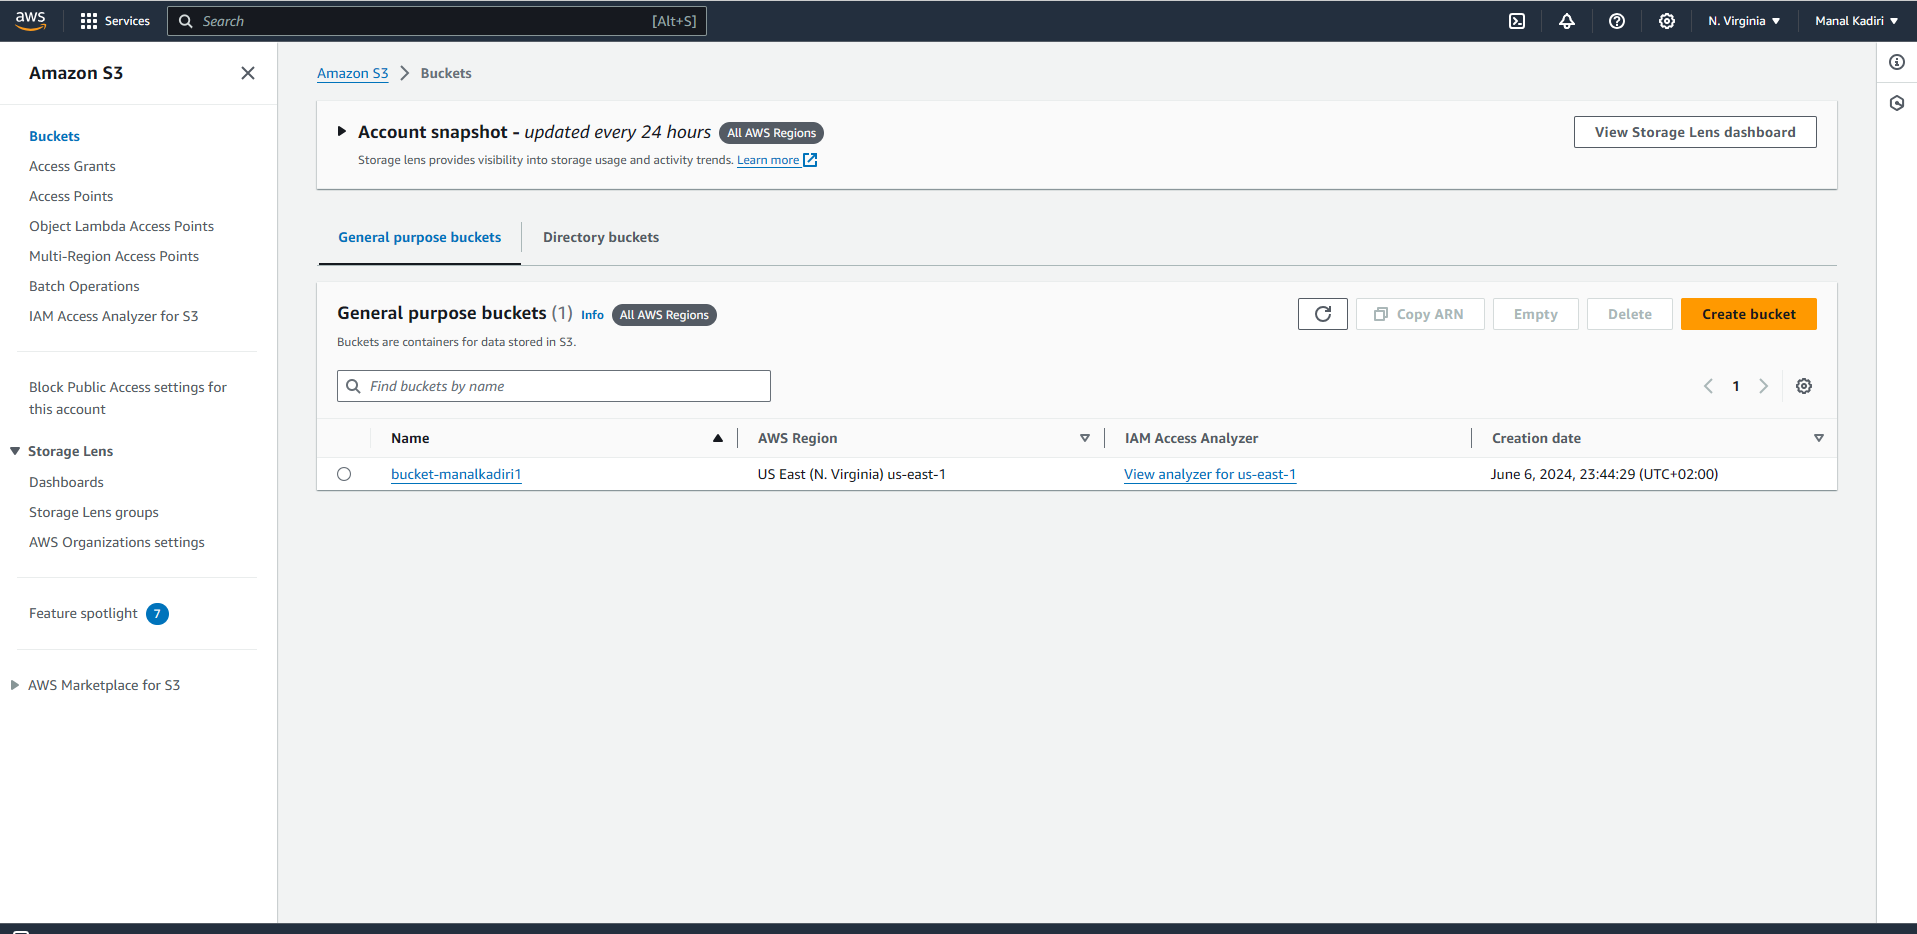 aws
Services
Search
[Alt+S]
N. Virginia
Manal Kadiri
Amazon S3
Buckets
Access Grants
Access Points
Object Lambda Access Points
Multi-Region Access Points
Batch Operations
IAM Access Analyzer for S3
Block Public Access settings for
this account
Storage Lens
Dashboards
Storage Lens groups
AWS Organizations settings
Feature spotlight 7
AWS Marketplace for S3
Amazon S3 > Buckets
Account snapshot - updated every 24 hours All AWS Regions
Storage lens provides visibility into storage usage and activity trends. Learn more
View Storage Lens dashboard
General purpose buckets
Directory buckets
General purpose buckets (1) Info All AWS Regions
Buckets are containers for data stored in S3.
Copy ARN
Empty
Delete
Create bucket
Find buckets by name
1
Name
AWS Region
IAM Access Analyzer
Creation date
bucket-manalkadiri1
US East (N. Virginia) us-east-1
View analyzer for us-east-1
June 6, 2024, 23:44:29 (UTC+02:00)